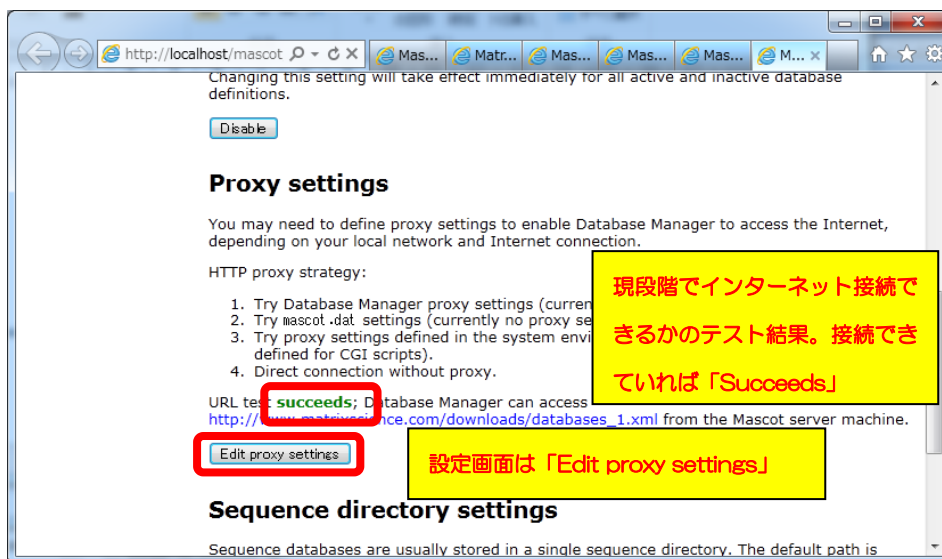 http://localhost/mascot
Mas...
Matr...
Mas...
Mas...
Mas...
M...
Changing this setting will take effect immediately for all active and inactive database
definitions.
Disable
Proxy settings
You may need to define proxy settings to enable Database Manager to access the Internet,
depending on your local network and Internet connection.
HTTP proxy strategy:
1. Try Database Manager proxy settings (curren
2. Try mascot.dat settings (currently no proxy se
3. Try proxy settings defined in the system envi
defined for CGI scripts).
4. Direct connection without proxy.
現段階でインターネット接続で
きるかのテスト結果。接続でき
ていれば「Succeeds」
URL test succeeds; Database Manager can access
http://www.matrixscience.com/downloads/databases_1.xml from the Mascot server machine.
Edit proxy settings
設定画面は「Edit proxy settings」
Sequence directory settings
Sequence databases are usually stored in a single sequence directory. The default path is